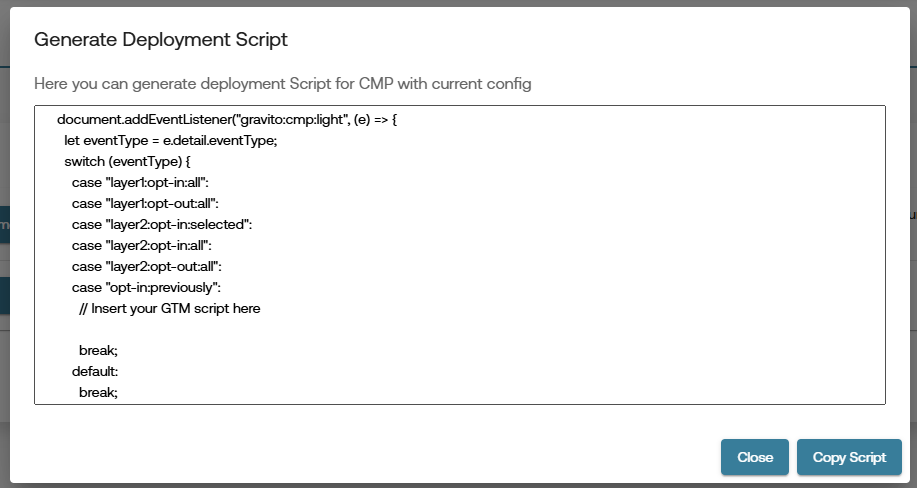 Generate Deployment Script
Here you can generate deployment Script for CMP with current config
document.addEventListener("gravito:cmp:light", (e) => {
let eventType = e.detail.eventType;
switch (eventType) {
case "layer1:opt-in:all":
case "layer1:opt-out:all":
case "layer2:opt-in:selected":
case "layer2:opt-in:all":
case "layer2:opt-out:all":
case "opt-in:previously":
// Insert your GTM script here
break;
default:
break;
Close
Copy Script